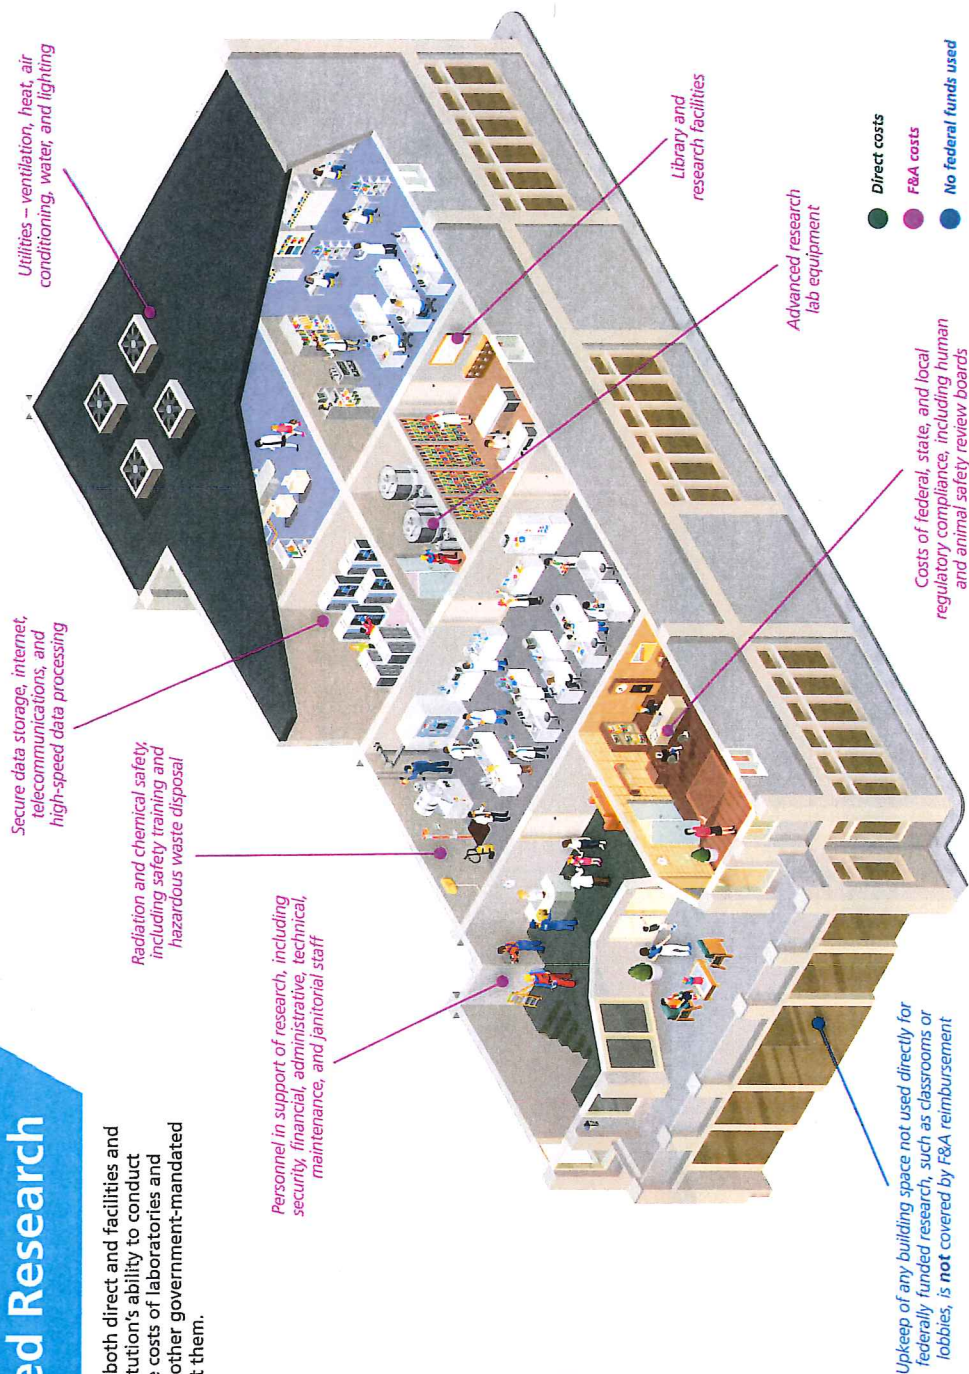 ed Research
both direct and facilities and
tution's ability to conduct
costs of laboratories and
other government-mandated
t them.
Secure data storage, internet,
telecommunications, and
high-speed data processing
Utilities – ventilation, heat, air
conditioning, water, and lighting
Radiation and chemical safety,
including safety training and
hazardous waste disposal
Personnel in support of research, including
security, financial, administrative, technical,
maintenance, and janitorial staff
Library and
research facilities
Advanced research
lab equipment
Costs of federal, state, and local
regulatory compliance, including human
and animal safety review boards
Upkeep of any building space not used directly for
federally funded research, such as classrooms or
lobbies, is not covered by F&A reimbursement
Direct costs
F&A costs
No federal funds used